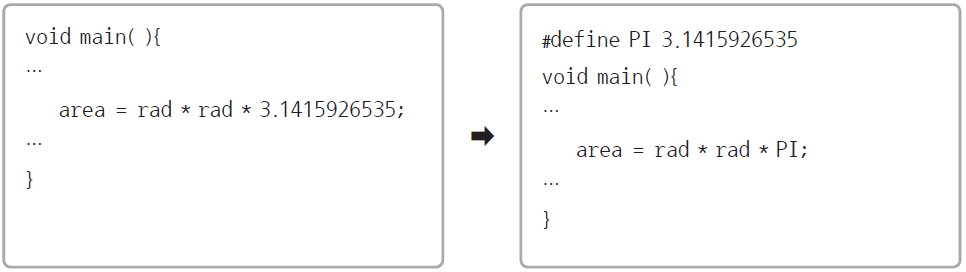 void main( ){
...
area = rad * rad * 3.1415926535;
...
}
#define PI 3.1415926535
void main( ){
...
area = rad * rad * PI;
...
}